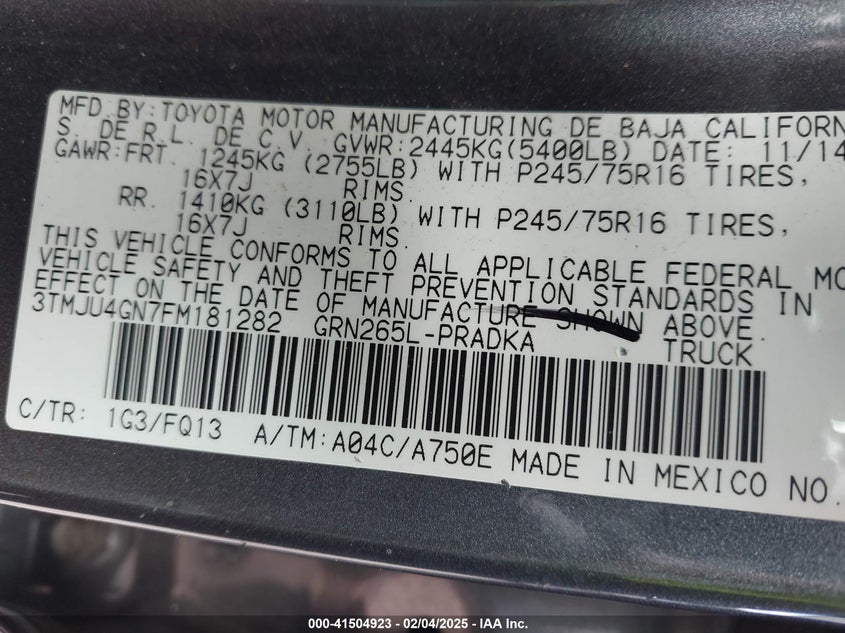 MFD.BY:TOYOTA MOTOR MANUFACTURING DE BAJA CALIFORN
S. DE R.L. DE C.V. GVWR:2445KG(5400LB) DATE: 11/14
GAWR:FRT. 1245KG (2755LB) WITH P245/75R16 TIRES,
16X7J RIMS.
RR. 1410KG (3110LB) WITH P245/75R16 TIRES,
16X7J RIMS.
THIS VEHICLE CONFORMS TO ALL APPLICABLE FEDERAL MO
VEHICLE SAFETY AND THEFT PREVENTION STANDARDS IN
EFFECT ON THE DATE OF MANUFACTURE SHOWN ABOVE.
3TMJU4GN7FM181282 GRN265L-PRADKA TRUCK
C/TR: 1G3/FQ13 A/TM:A04C/A750E MADE IN MEXICO NO.
000-41504923 - 02/04/2025 - IAA Inc.